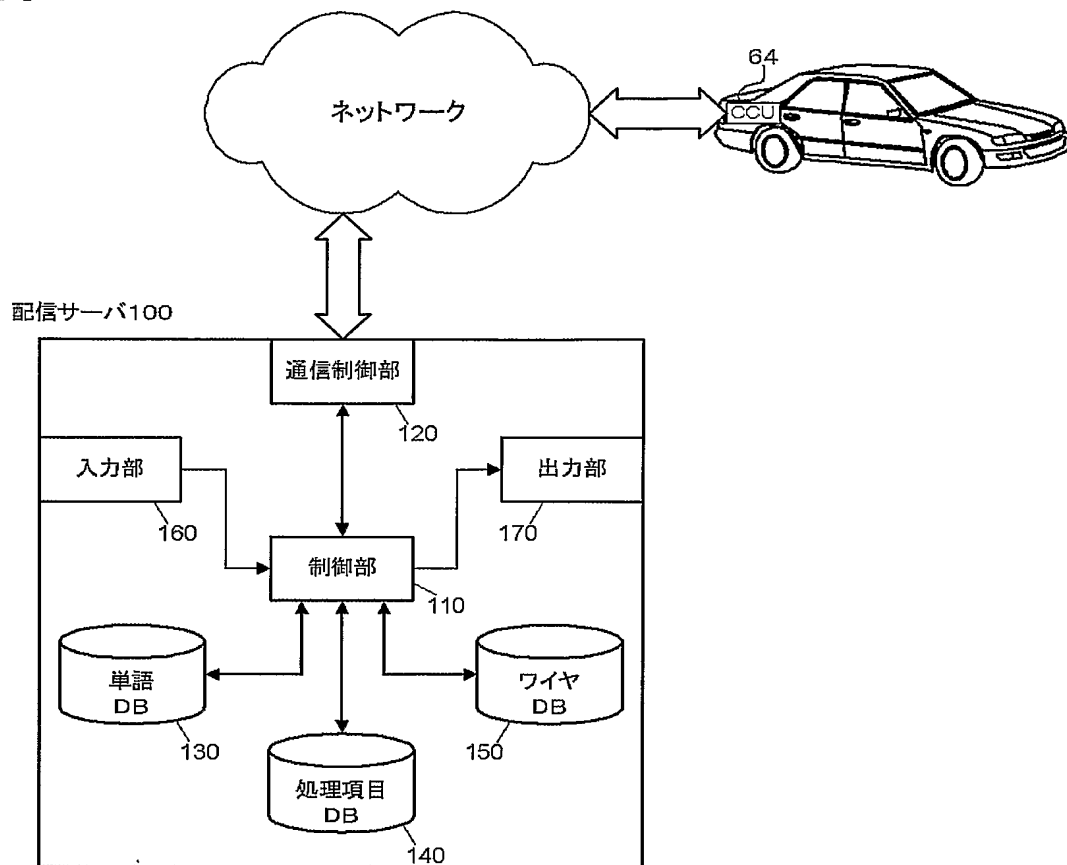 64
CCU
ネットワーク
配信サーバ100
通信制御部
120
入力部
160
出力部
170
制御部
110
単語
DB
130
ワイヤ
DB
150
処理項目
DB
140